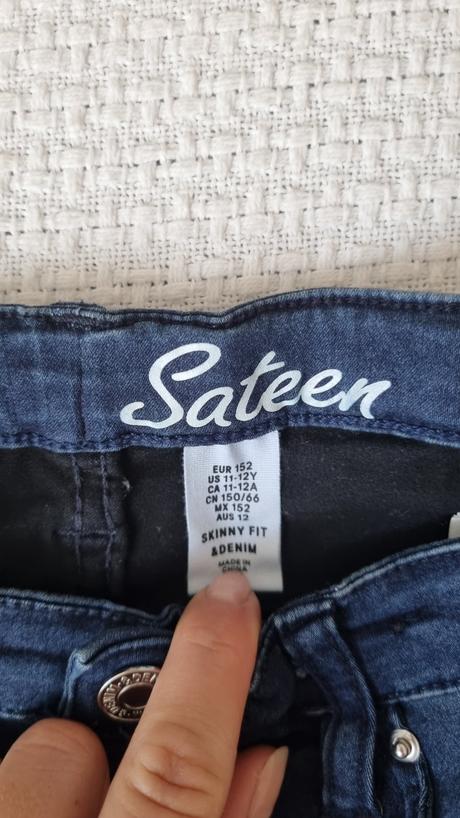 Sateen
EUR 152
US 11-12Y
CA 11-12A
CN 150/66
MX 152
AUS 12
SKINNY FIT
&DENIM
MADE IN
CHINA